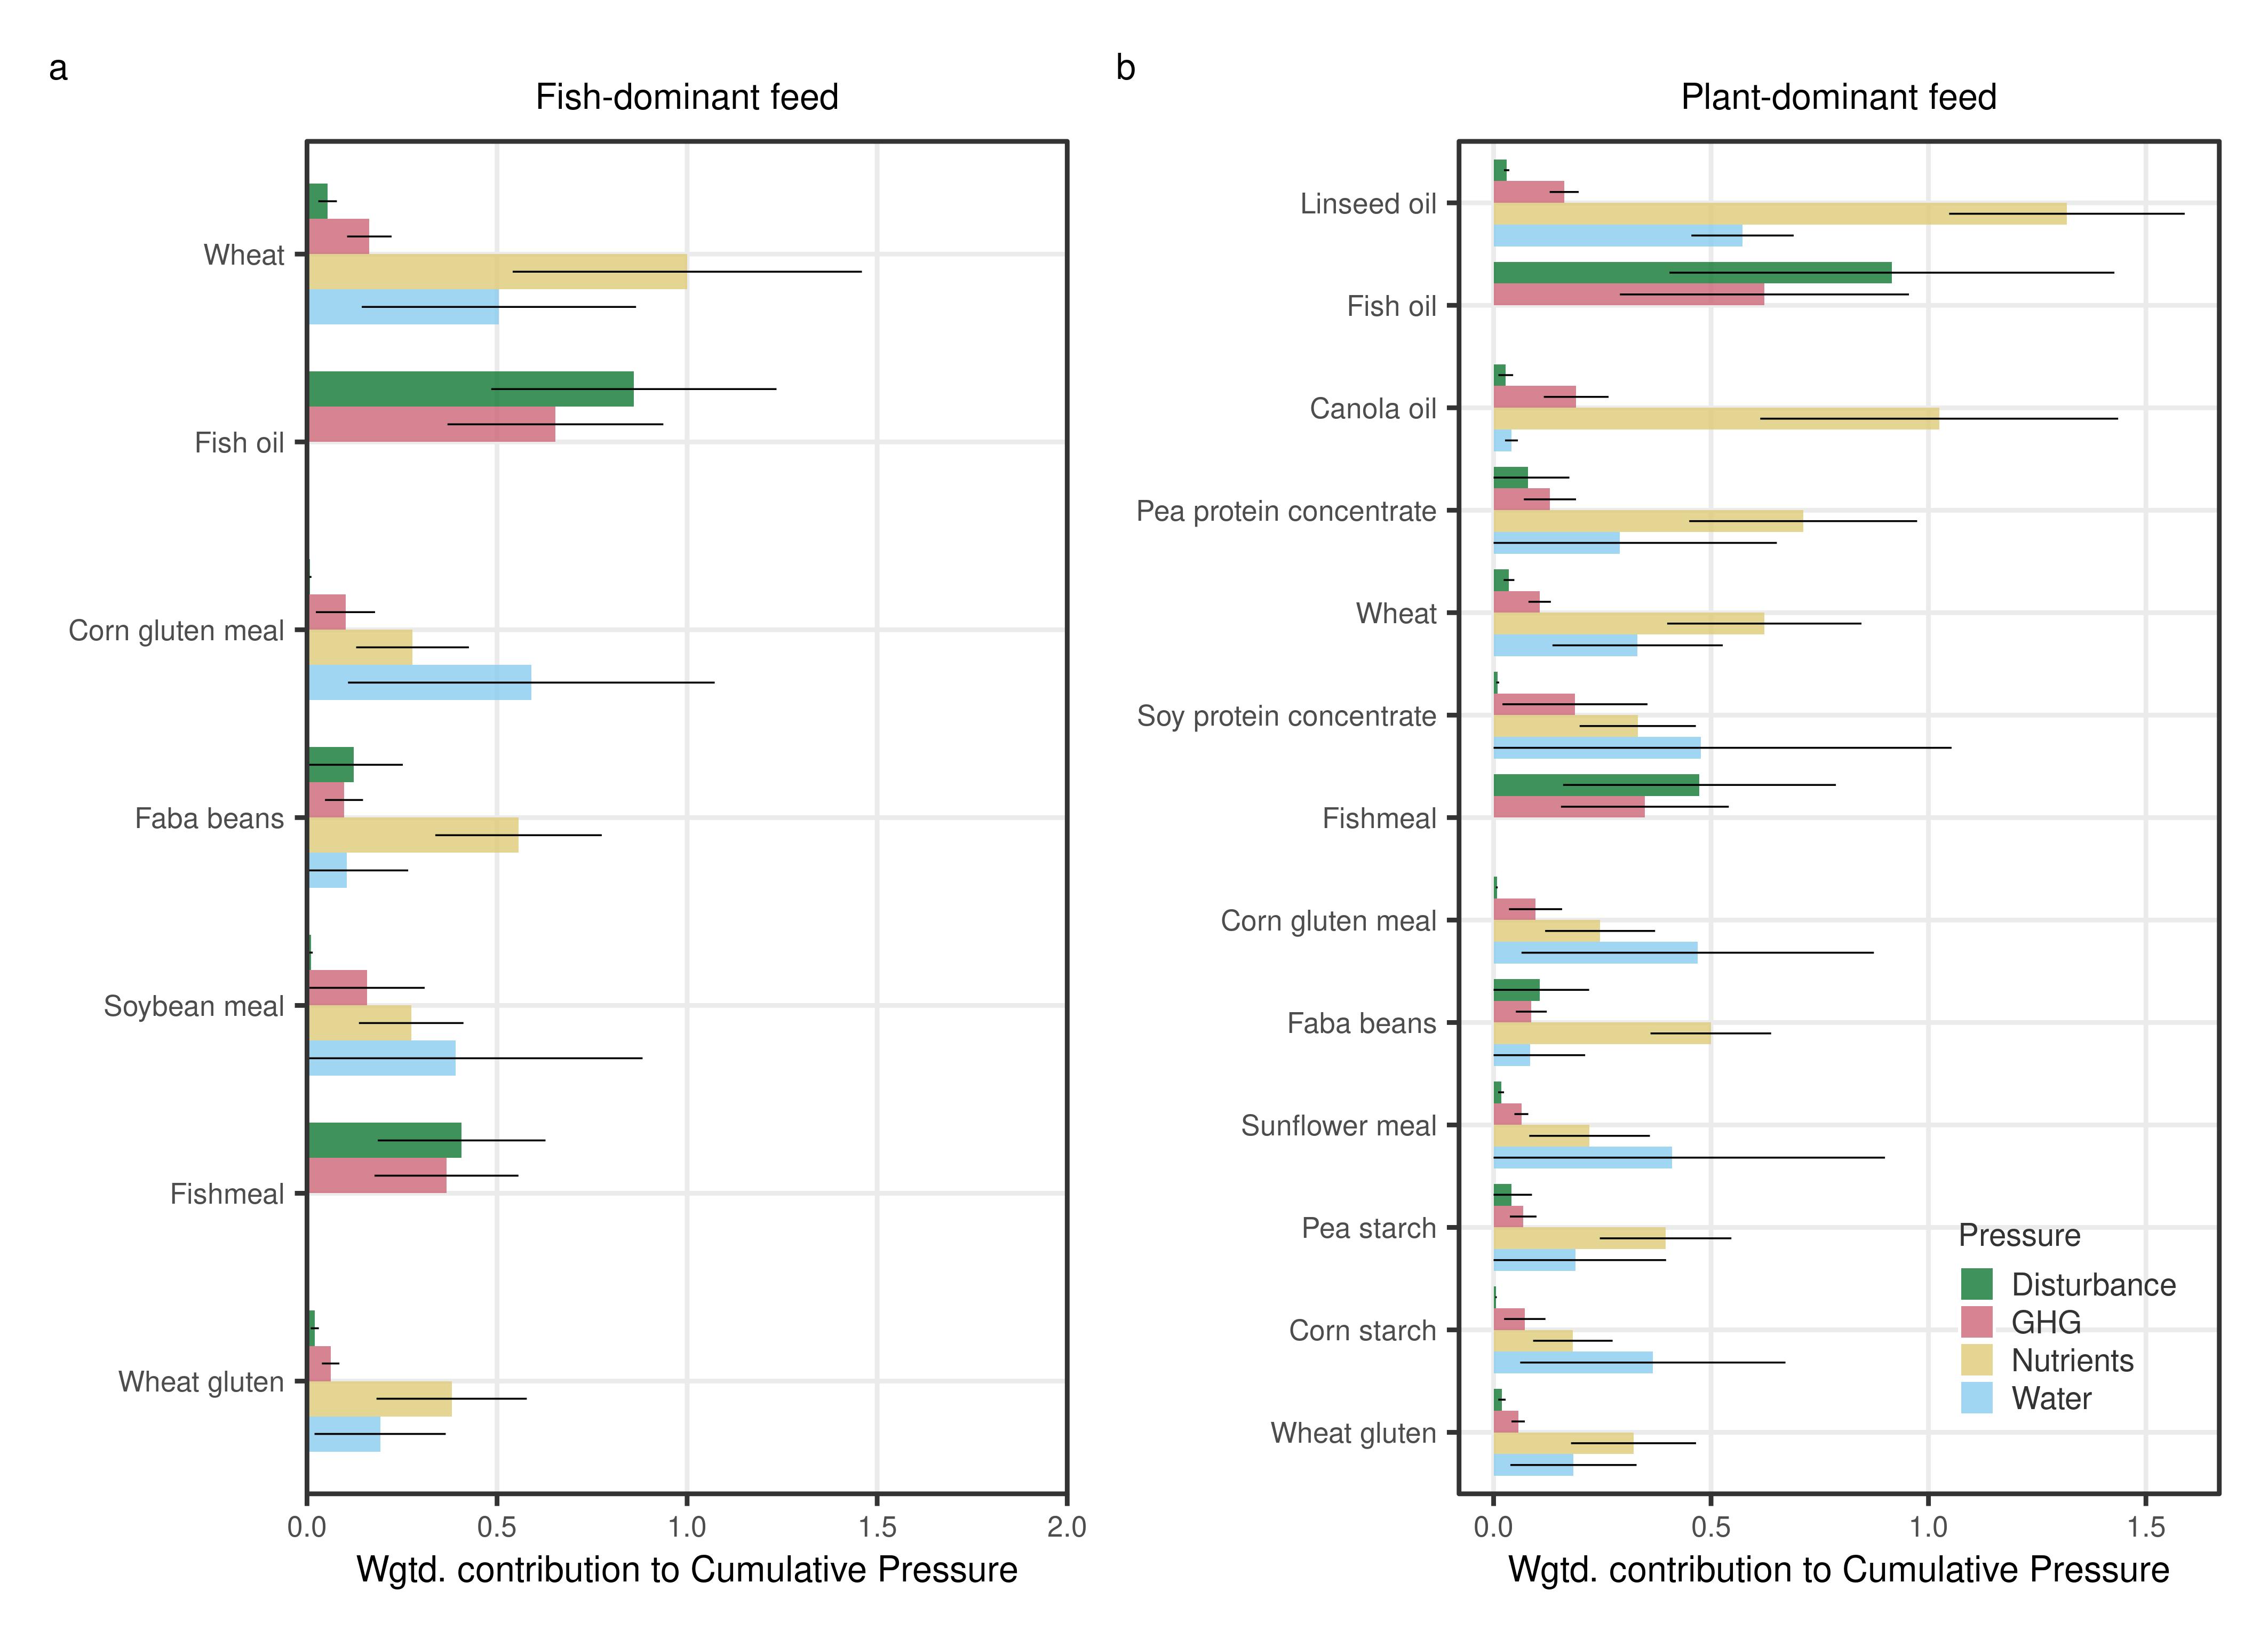 a
Fish-dominant feed
Wheat
Fish oil
Corn gluten meal
Faba beans
Soybean meal
Fishmeal
Wheat gluten
0.0 0.5 1.0 1.5 2.0
Wgtd. contribution to Cumulative Pressure
b
Plant-dominant feed
Linseed oil
Fish oil
Canola oil
Pea protein concentrate
Wheat
Soy protein concentrate
Fishmeal
Corn gluten meal
Faba beans
Sunflower meal
Pea starch
Corn starch
Wheat gluten
Pressure
Disturbance
GHG
Nutrients
Water
0.0 0.5 1.0 1.5
Wgtd. contribution to Cumulative Pressure